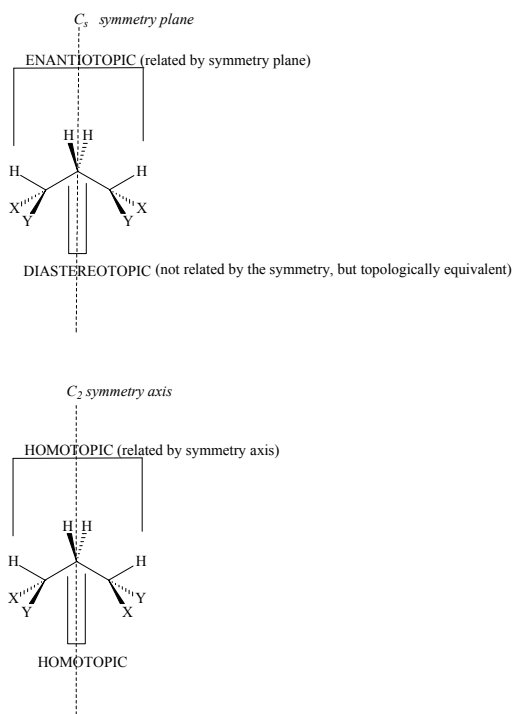 Cs symmetry plane
ENANTIOTOPIC (related by symmetry plane)
H H
H H
X X
Y Y
DIASTEREOTOPIC (not related by the symmetry, but topologically equivalent)
C2 symmetry axis
HOMOTOPIC (related by symmetry axis)
H H
H H
X Y
Y X
HOMOTOPIC